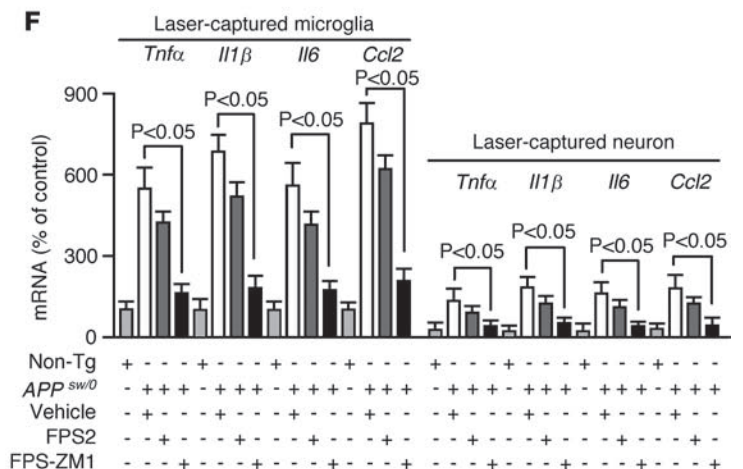 F
Laser-captured microglia
Tnfα Il1β Il6 Ccl2
P<0.05 P<0.05 P<0.05 P<0.05
Laser-captured neuron
Tnfα Il1β Il6 Ccl2
P<0.05 P<0.05 P<0.05 P<0.05
mRNA (% of control)
900
600
300
0
Non-Tg + - - - + - - - + - - - + - - - + - - - + - - - + - - - + - - -
APP sw/0 - + + + - + + + - + + + - + + + - + + + - + + + - + + + - + + +
Vehicle - + - - - + - - - + - - - + - - - + - - - + - - - + - - - + - -
FPS2 - - + - - - + - - - + - - - + - - - + - - - + - - - + - - - + -
FPS-ZM1 - - - + - - - + - - - + - - - + - - - + - - - + - - - + - - - +